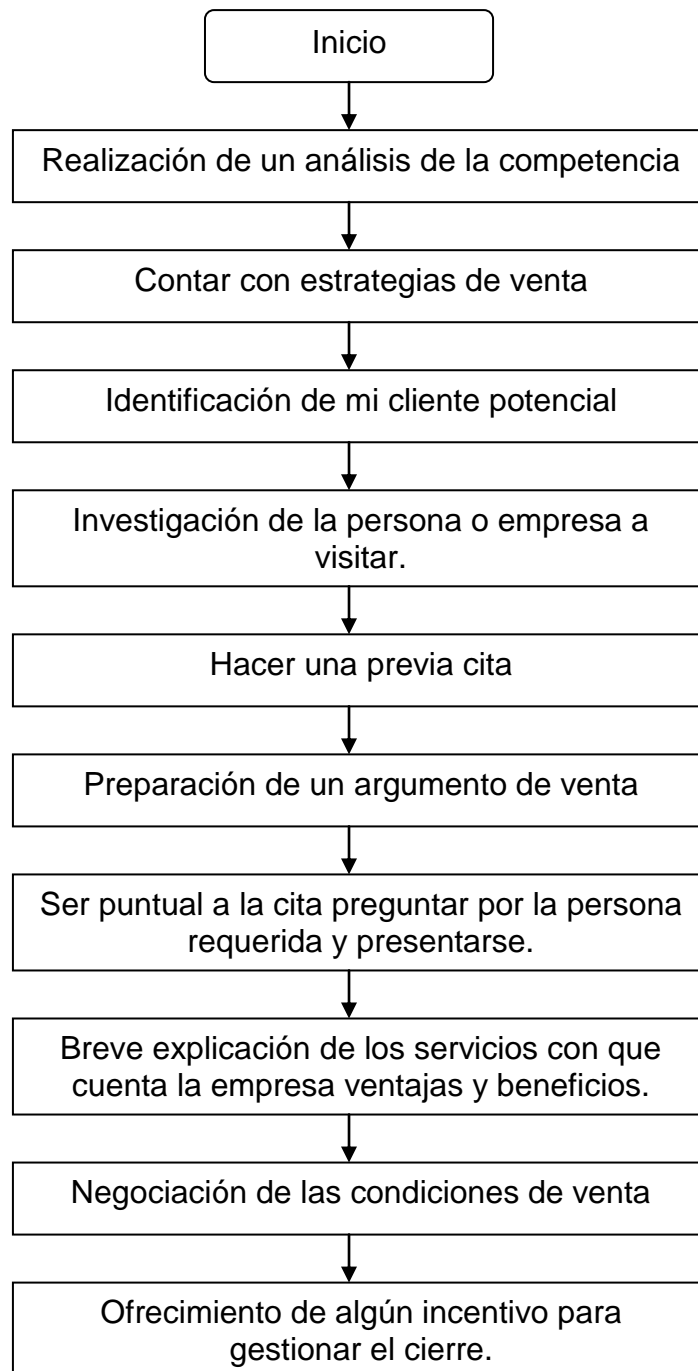 Inicio
Realización de un análisis de la competencia
Contar con estrategias de venta
Identificación de mi cliente potencial
Investigación de la persona o empresa a
visitar.
Hacer una previa cita
Preparación de un argumento de venta
Ser puntual a la cita preguntar por la persona
requerida y presentarse.
Breve explicación de los servicios con que
cuenta la empresa ventajas y beneficios.
Negociación de las condiciones de venta
Ofrecimiento de algún incentivo para
gestionar el cierre.